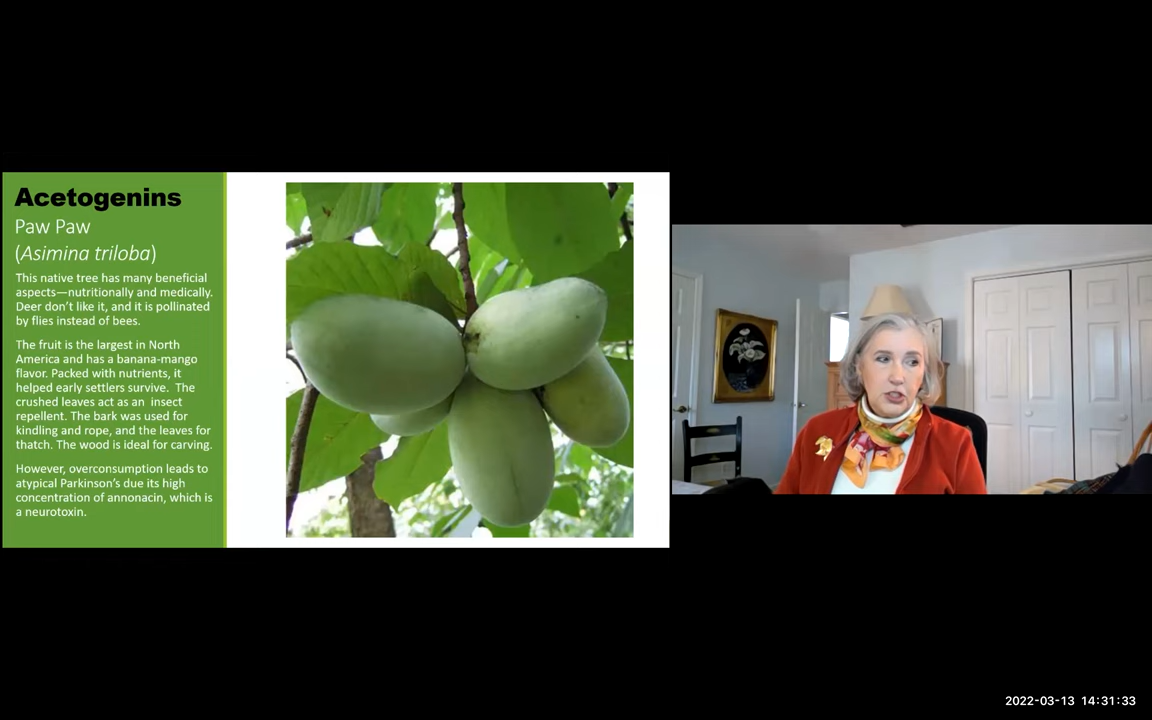 Acetogenins
Paw Paw
(Asimina triloba)
This native tree has many beneficial
aspects—nutritionally and medically.
Deer don't like it, and it is pollinated
by flies instead of bees.
The fruit is the largest in North
America and has a banana-mango
flavor. Packed with nutrients, it
helped early settlers survive. The
crushed leaves act as an insect
repellent. The bark was used for
kindling and rope, and the leaves for
thatch. The wood is ideal for carving.
However, overconsumption leads to
atypical Parkinson's due its high
concentration of annonacin, which is
a neurotoxin.
2022-03-13 14:31:33